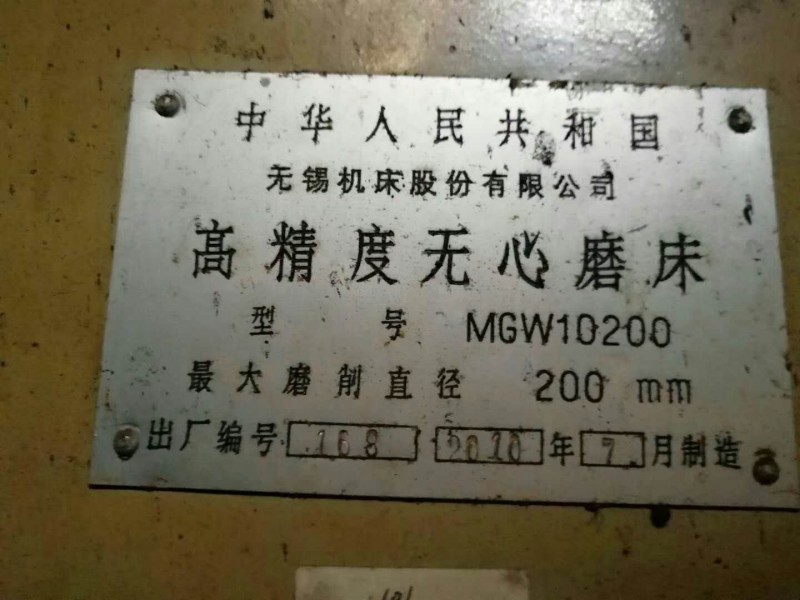 中华人民共和国
无锡机床股份有限公司
高精度无心磨床
型 号 MGW10200
最大磨削直径 200 mm
出厂编号 168 2010 年 7 月制造